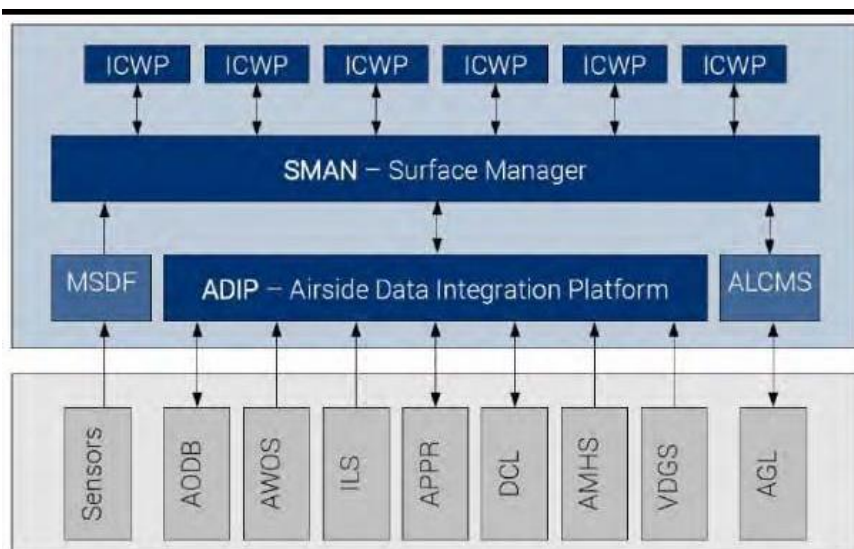 ICWP ICWP ICWP ICWP ICWP ICWP
SMAN – Surface Manager
MSDF
ADIP – Airside Data Integration Platform
ALCMS
Sensors
AODB
AWOS
ILS
APPR
DCL
AMHS
VDGS
AGL